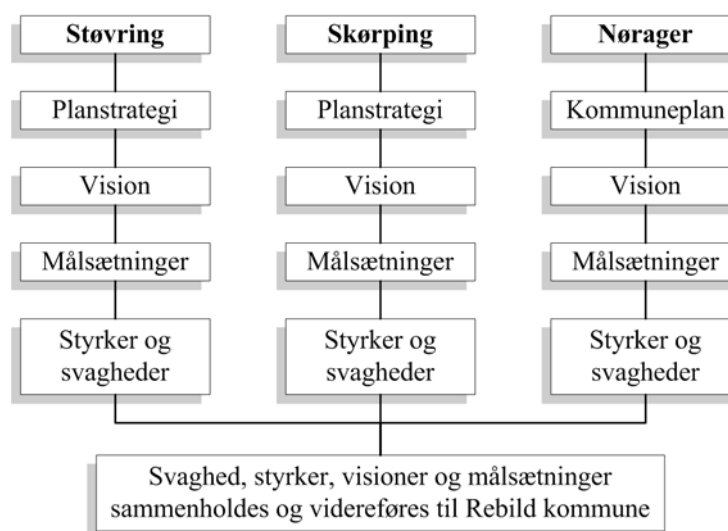 Støvring
Planstrategi
Vision
Målsætninger
Styrker og
svagheder
Skørping
Planstrategi
Vision
Målsætninger
Styrker og
svagheder
Nørager
Kommuneplan
Vision
Målsætninger
Styrker og
svagheder
Svaghed, styrker, visioner og målsætninger
sammenholdes og videreføres til Rebild kommune